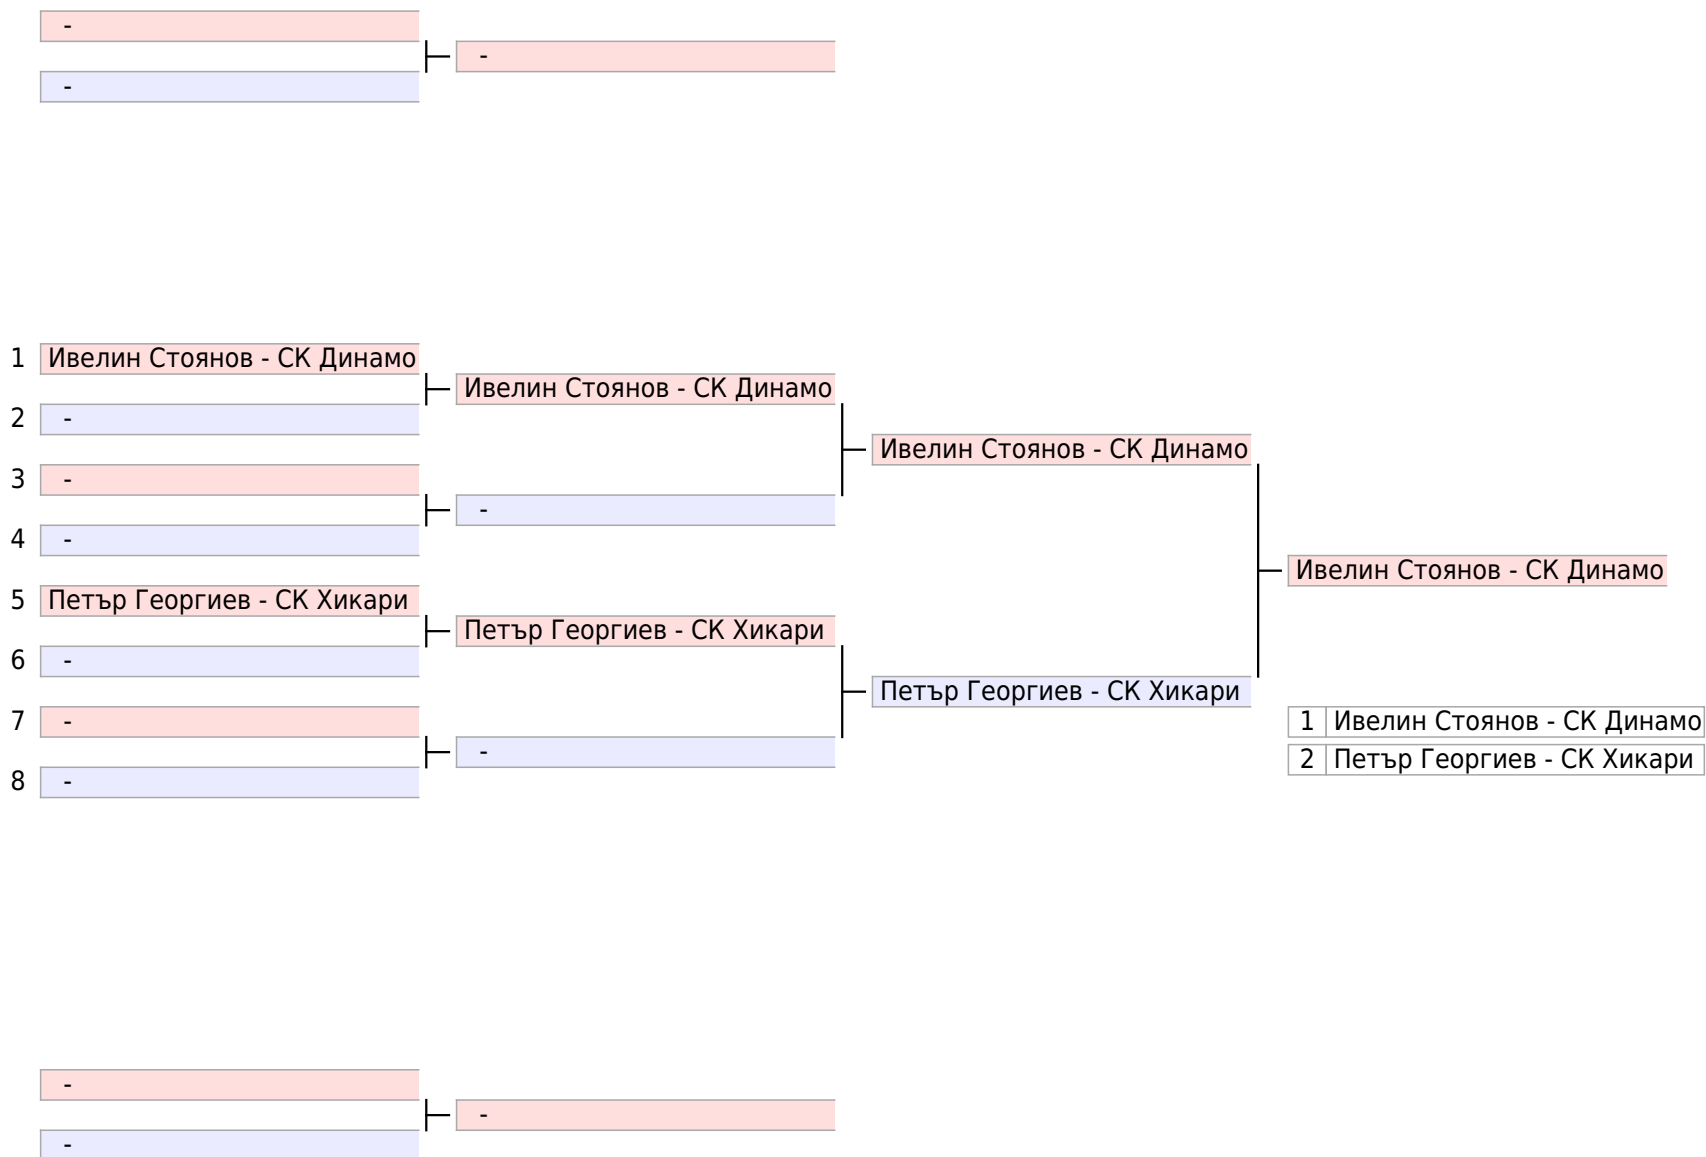 -
-
-
1 Ивелин Стоянов - СК Динамо
Ивелин Стоянов - СК Динамо
2 -
Ивелин Стоянов - СК Динамо
3 -
-
4 -
Ивелин Стоянов - СК Динамо
5 Петър Георгиев - СК Хикари
Петър Георгиев - СК Хикари
6 -
Петър Георгиев - СК Хикари
7 -
1 Ивелин Стоянов - СК Динамо
-
2 Петър Георгиев - СК Хикари
8 -
-
-
-